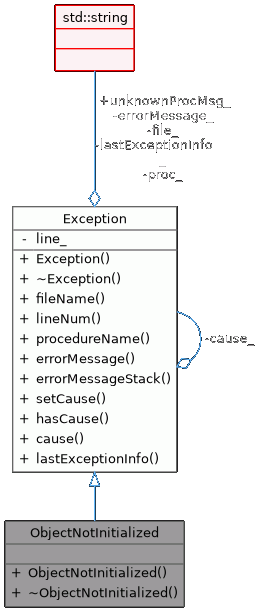 std::string
+unknownProcMsg_
-errorMessage_
-file_
-lastExceptionInfo
_
-proc_
Exception
- line_
+ Exception()
+ ~Exception()
+ fileName()
+ lineNum()
+ procedureName()
+ errorMessage()
+ errorMessageStack()
+ setCause()
+ hasCause()
+ cause()
+ lastExceptionInfo()
-cause_
ObjectNotInitialized
+ ObjectNotInitialized()
+ ~ObjectNotInitialized()